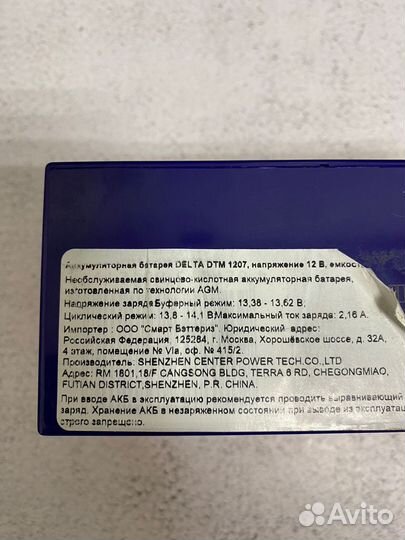 Аккумуляторная батарея DELTA DTM 1207, напряжение 12 В, емкост
Необслуживаемая свинцово-кислотная аккумуляторная батарея,
изготовленная по технологии AGM.
Напряжение заряда:Буферный режим: 13,38 - 13,62 В;
Циклический режим: 13,8 - 14,1 В.Максимальный ток заряда: 2,16 А.
Импортер : ООО "Смарт Бэттериз". Юридический адрес:
Российская Федерация, 125284, г. Москва, Хорошёвское шоссе, д. 32А,
4 этаж, помещение № VIa, оф. № 415/2.
Производитель: SHENZHEN CENTER POWER TECH.CO.,LTD
Адрес: RM 1801,18/F CANGSONG BLDG, TERRA 6 RD, CHEGONGMIAO,
FUTIAN DISTRICT,SHENZHEN, P.R. CHINA.
При вводе АКБ в эксплуатацию рекомендуется проводить выравнивающий
заряд. Хранение АКБ в незаряженном состоянии при выводе из эксплуатац
строго запрещено.
Avito